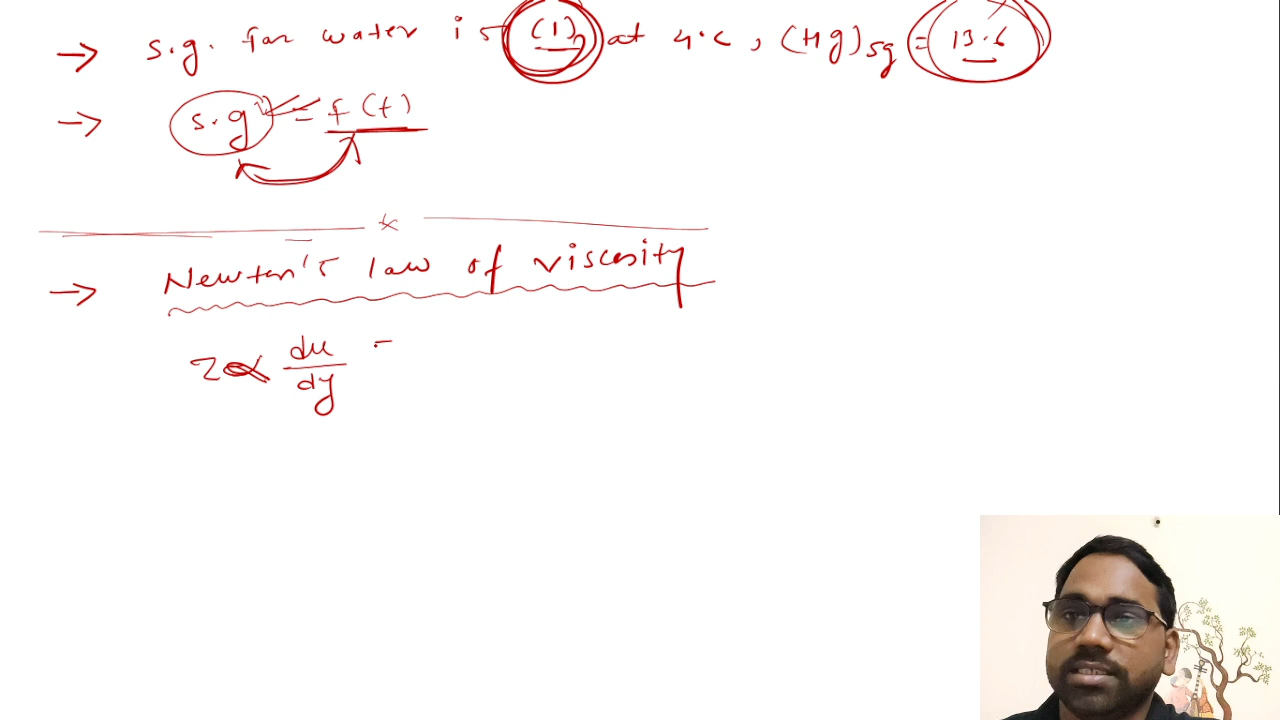 → s.g. for water is (1) at 4°C, (Hg)sg = 13.6
→ s.g = f(t)
x
→ Newton's law of viscosity
τ ∝ du/dy =